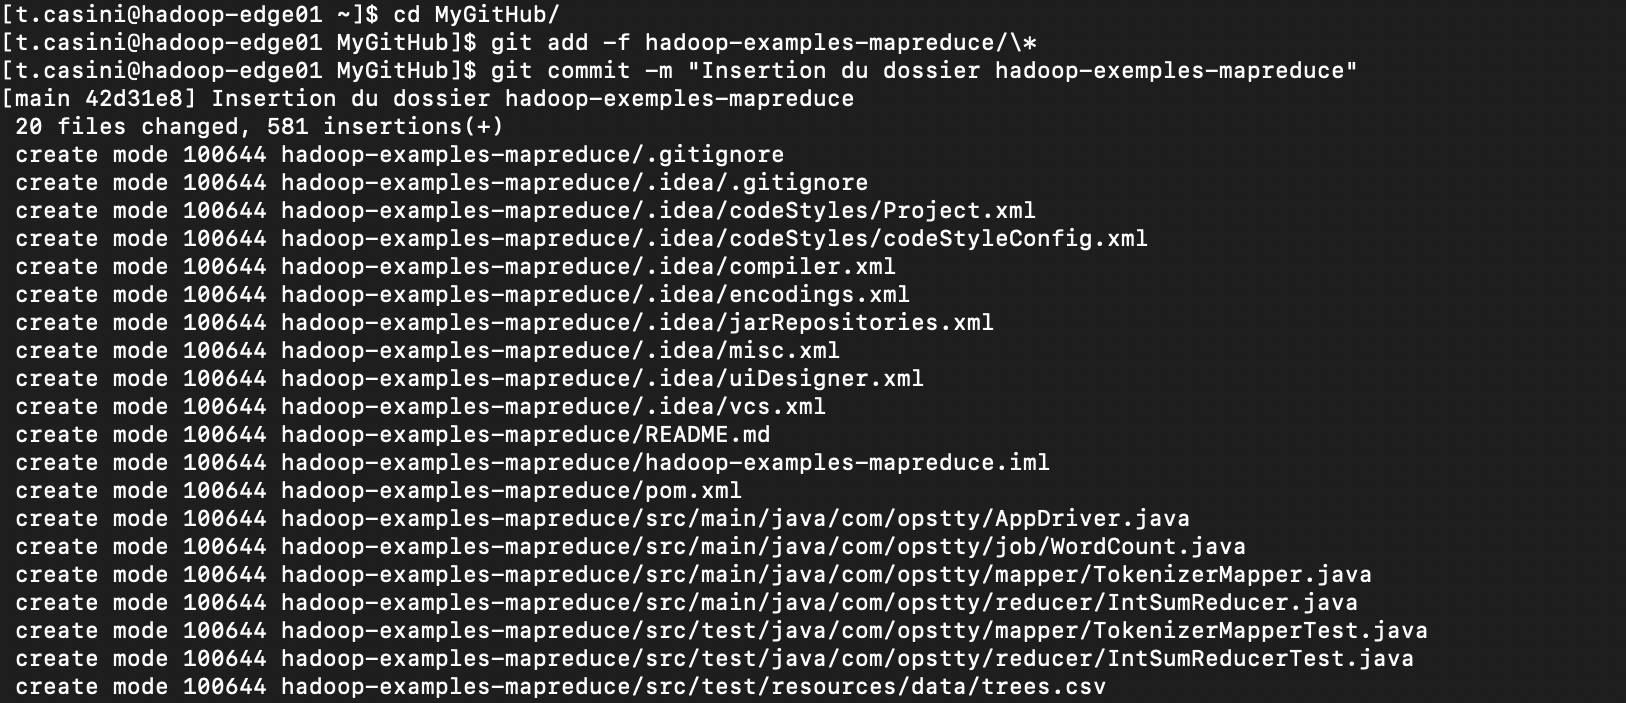 [t.casini@hadoop-edge01 ~]$ cd MyGitHub/
[t.casini@hadoop-edge01 MyGitHub]$ git add -f hadoop-examples-mapreduce/\*
[t.casini@hadoop-edge01 MyGitHub]$ git commit -m "Insertion du dossier hadoop-exemples-mapreduce"
[main 42d31e8] Insertion du dossier hadoop-exemples-mapreduce
 20 files changed, 581 insertions(+)
 create mode 100644 hadoop-examples-mapreduce/.gitignore
 create mode 100644 hadoop-examples-mapreduce/.idea/.gitignore
 create mode 100644 hadoop-examples-mapreduce/.idea/codeStyles/Project.xml
 create mode 100644 hadoop-examples-mapreduce/.idea/codeStyles/codeStyleConfig.xml
 create mode 100644 hadoop-examples-mapreduce/.idea/compiler.xml
 create mode 100644 hadoop-examples-mapreduce/.idea/encodings.xml
 create mode 100644 hadoop-examples-mapreduce/.idea/jarRepositories.xml
 create mode 100644 hadoop-examples-mapreduce/.idea/misc.xml
 create mode 100644 hadoop-examples-mapreduce/.idea/uiDesigner.xml
 create mode 100644 hadoop-examples-mapreduce/.idea/vcs.xml
 create mode 100644 hadoop-examples-mapreduce/README.md
 create mode 100644 hadoop-examples-mapreduce/hadoop-examples-mapreduce.iml
 create mode 100644 hadoop-examples-mapreduce/pom.xml
 create mode 100644 hadoop-examples-mapreduce/src/main/java/com/opstty/AppDriver.java
 create mode 100644 hadoop-examples-mapreduce/src/main/java/com/opstty/job/WordCount.java
 create mode 100644 hadoop-examples-mapreduce/src/main/java/com/opstty/mapper/TokenizerMapper.java
 create mode 100644 hadoop-examples-mapreduce/src/main/java/com/opstty/reducer/IntSumReducer.java
 create mode 100644 hadoop-examples-mapreduce/src/test/java/com/opstty/mapper/TokenizerMapperTest.java
 create mode 100644 hadoop-examples-mapreduce/src/test/java/com/opstty/reducer/IntSumReducerTest.java
 create mode 100644 hadoop-examples-mapreduce/src/test/resources/data/trees.csv